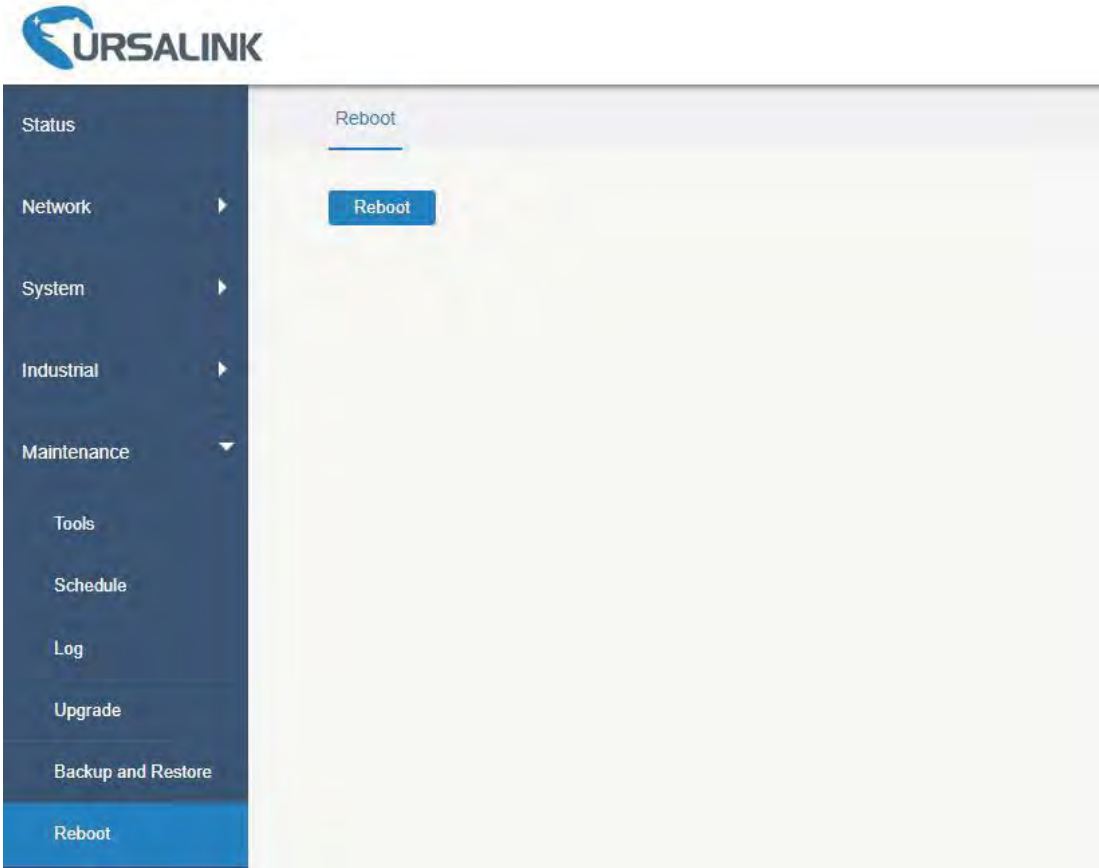 URSALINK
Status
Reboot
Network
Reboot
System
Industrial
Maintenance
Tools
Schedule
Log
Upgrade
Backup and Restore
Reboot